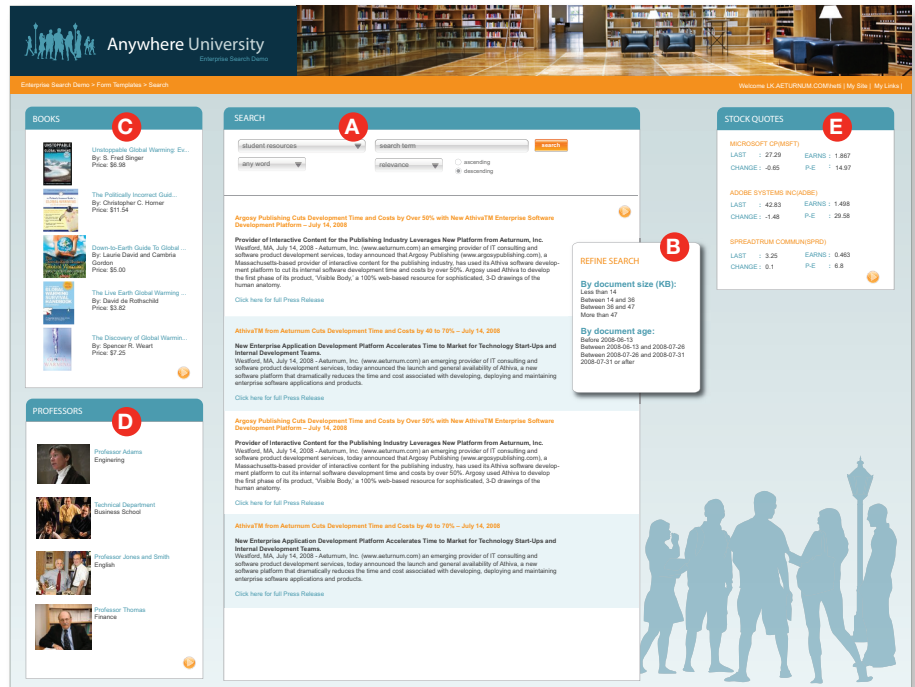 Anywhere University
Enterprise Search Demo
Enterprise Search Demo > Form Templates > Search
Welcome LK.AETURNUM.COM\helti | My Site | My Links |
BOOKS
C
Unstoppable Global Warming: Ev...
By: S. Fred Singer
Price: $6.98
The Politically Incorrect Guid...
By: Christopher C. Horner
Price: $11.54
Down-to-Earth Guide To Global ...
By: Laurie David and Cambria
Gordon
Price: $5.00
The Live Earth Global Warming...
By: David de Rothschild
Price: $3.82
The Discovery of Global Warmin...
By: Spencer R. Weart
Price: $7.25
PROFESSORS
D
Professor Adams
Enginering
Technical Department
Business School
Professor Jones and Smith
English
Professor Thomas
Finance
SEARCH
A
student resources
search term
search
any word
relevance
ascending
descending
Argosy Publishing Cuts Development Time and Costs by Over 50% with New AthivaTM Enterprise Software
Development Platform – July 14, 2008
Provider of Interactive Content for the Publishing Industry Leverages New Platform from Aeturnum, Inc.
Westford, MA, July 14, 2008 - Aeturnum, Inc. (www.aeturnum.com) an emerging provider of IT consulting and
software product development services, today announced that Argosy Publishing (www.argosypublishing.com), a
Massachusetts-based provider of interactive content for the publishing industry, has used its Athiva software develop-
ment platform to cut its internal software development time and costs by over 50%. Argosy used Athiva to develop
the first phase of its product, 'Visible Body,' a 100% web-based resource for sophisticated, 3-D drawings of the
human anatomy.
Click here for full Press Release
AthivaTM from Aeturnum Cuts Development Time and Costs by 40 to 70% – July 14, 2008
New Enterprise Application Development Platform Accelerates Time to Market for Technology Start-Ups and
Internal Development Teams.
Westford, MA, July 14, 2008 - Aeturnum, Inc. (www.aeturnum.com) an emerging provider of IT consulting and
software product development services, today announced the launch and general availability of Athiva, a new
software platform that dramatically reduces the time and cost associated with developing, deploying and maintaining
enterprise software applications and products.
Click here for full Press Release
Argosy Publishing Cuts Development Time and Costs by Over 50% with New AthivaTM Enterprise Software
Development Platform – July 14, 2008
Provider of Interactive Content for the Publishing Industry Leverages New Platform from Aeturnum, Inc.
Westford, MA, July 14, 2008 - Aeturnum, Inc. (www.aeturnum.com) an emerging provider of IT consulting and
software product development services, today announced that Argosy Publishing (www.argosypublishing.com), a
Massachusetts-based provider of interactive content for the publishing industry, has used its Athiva software develop-
ment platform to cut its internal software development time and costs by over 50%. Argosy used Athiva to develop
the first phase of its product, 'Visible Body,' a 100% web-based resource for sophisticated, 3-D drawings of the
human anatomy.
Click here for full Press Release
AthivaTM from Aeturnum Cuts Development Time and Costs by 40 to 70% – July 14, 2008
New Enterprise Application Development Platform Accelerates Time to Market for Technology Start-Ups and
Internal Development Teams.
Westford, MA, July 14, 2008 - Aeturnum, Inc. (www.aeturnum.com) an emerging provider of IT consulting and
software product development services, today announced the launch and general availability of Athiva, a new
software platform that dramatically reduces the time and cost associated with developing, deploying and maintaining
enterprise software applications and products.
Click here for full Press Release
B
REFINE SEARCH
By document size (KB):
Less than 14
Between 14 and 36
Between 36 and 47
More than 47
By document age:
Before 2008-06-13
Between 2008-06-13 and 2008-07-26
Between 2008-07-26 and 2008-07-31
2008-07-31 or after
STOCK QUOTES
E
MICROSOFT CP(MSFT)
LAST : 27.29 EARNS : 1.867
CHANGE : -0.65 P-E : 14.97
ADOBE SYSTEMS INC(ADBE)
LAST : 42.83 EARNS : 1.498
CHANGE : -1.48 P-E : 29.58
SPREADTRUM COMMUN(SPRD)
LAST : 3.25 EARNS : 0.463
CHANGE : 0.1 P-E : 6.8